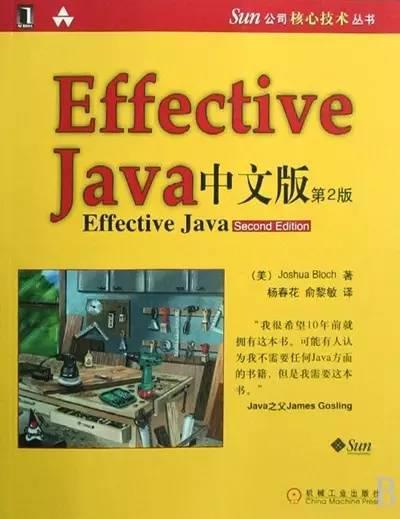 Sun 公司核心技术丛书
Effective
Java中文版 第2版
Effective Java Second Edition
(美) Joshua Bloch 著
杨春花 俞黎敏 译
“我很希望10年前就
拥有这本书。可能有人认
为我不需要任何Java方面
的书籍，但是我需要这本
书。”
Java之父James Gosling
Sun
机械工业出版社
China Machine Press
B